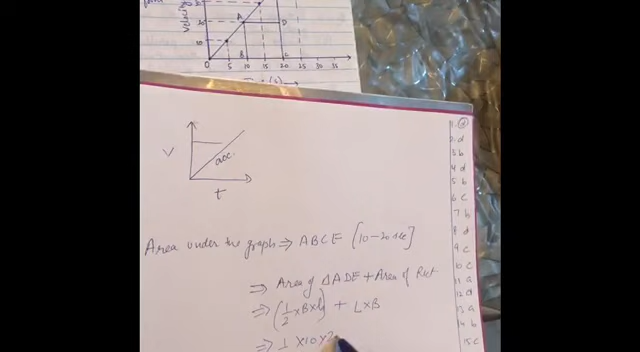 Velocity
A
D
B
C
0 5 10 15 20 25 30 35
V
acc.
t
Area under the graph ⇒ ABCE [10-20 sec]
⇒ Area of △ADE + Area of Rect
⇒ (1/2 × B × h) + L × B
⇒ 1 × 10 × 2
1. d
2. d
3 b
4 d
5 b
6 c
7 b
8 d
9 c
10 c
11 a
12 d
13 a
14 b
15 c